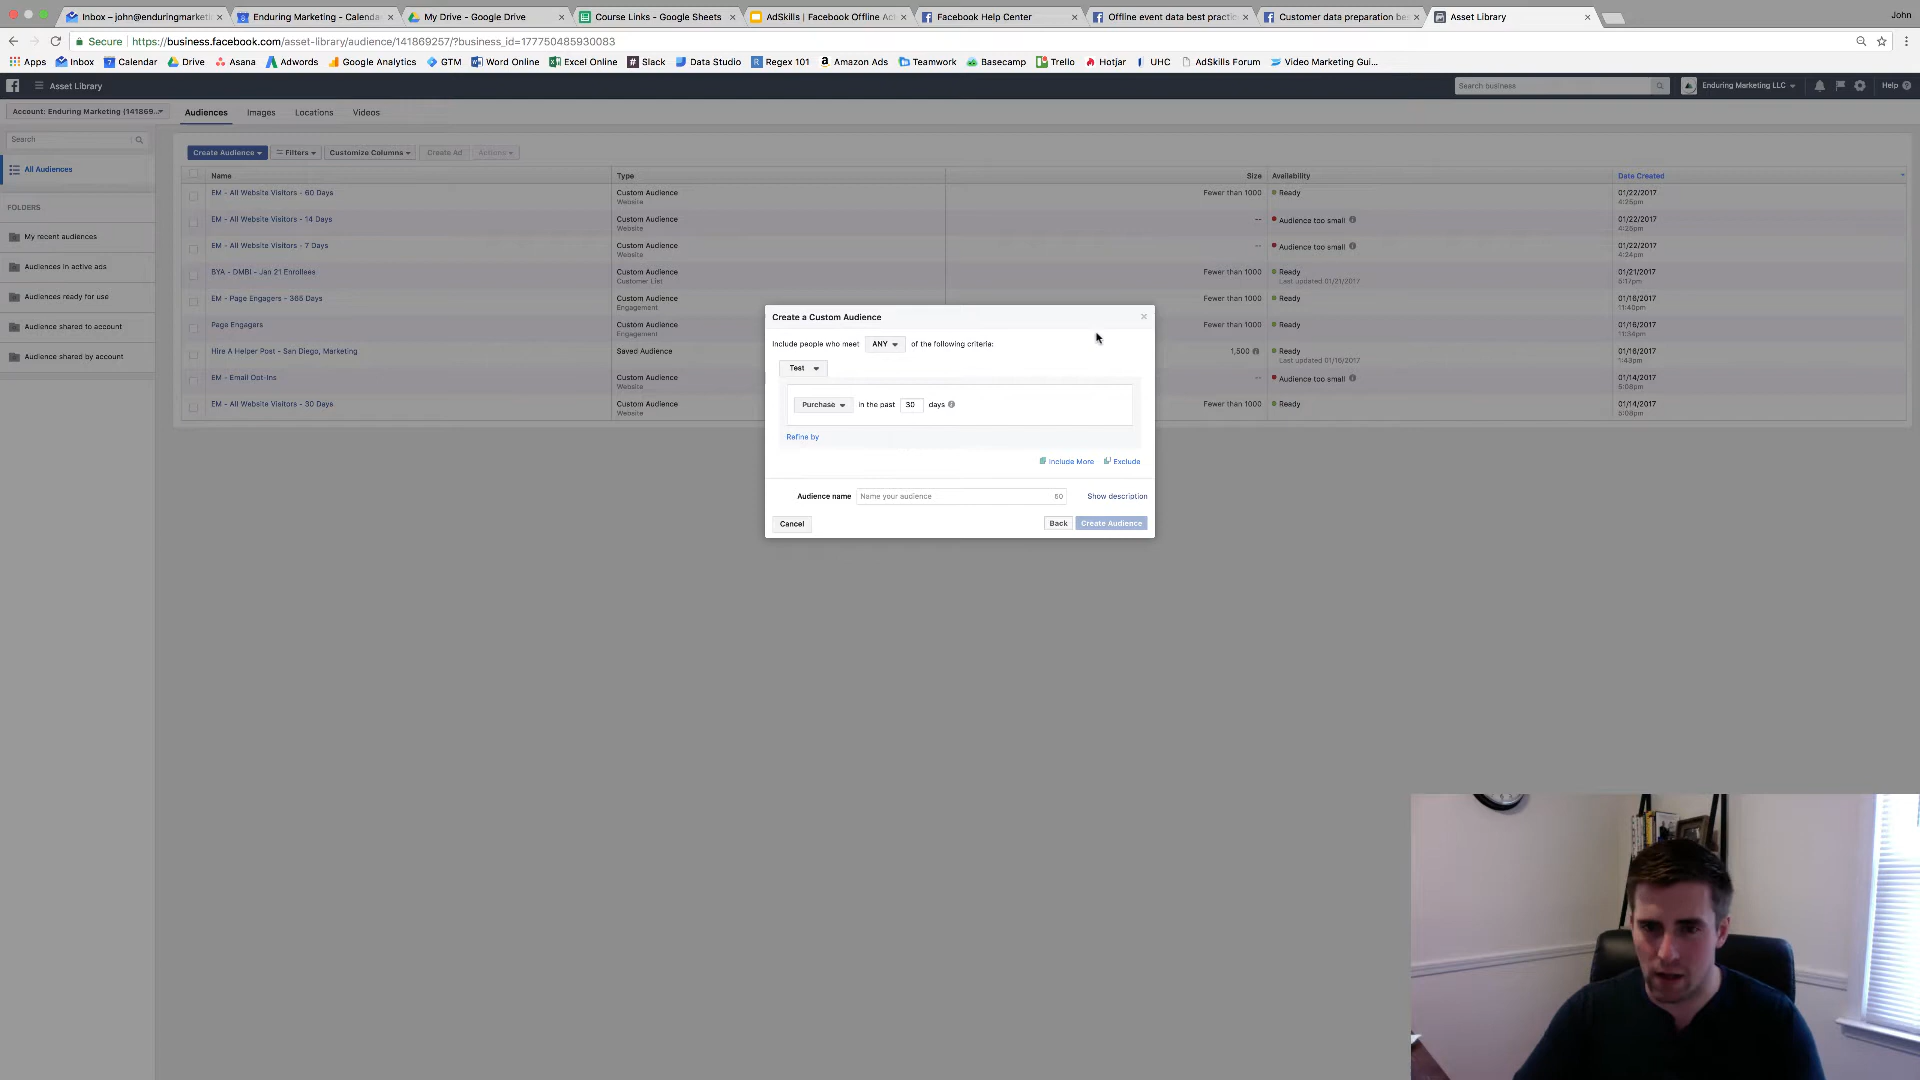 Inbox – john@enduringmarketi
Enduring Marketing - Calenda
My Drive - Google Drive
Course Links - Google Sheets
AdSkills | Facebook Offline Ac
Facebook Help Center
Offline event data best practi
Customer data preparation be
Asset Library
John
Secure
https://business.facebook.com/asset-library/audience/141869257/?business_id=177750485930083
Apps
Inbox
Calendar
Drive
Asana
Adwords
Google Analytics
GTM
Word Online
Excel Online
Slack
Data Studio
Regex 101
Amazon Ads
Teamwork
Basecamp
Trello
Hotjar
UHC
AdSkills Forum
Video Marketing Gui...
Asset Library
Search business
Enduring Marketing LLC
Help
Account: Enduring Marketing (141869...
Audiences
Images
Locations
Videos
Search
All Audiences
FOLDERS
My recent audiences
Audiences in active ads
Audiences ready for use
Audience shared to account
Audience shared by account
Create Audience
Filters
Customize Columns
Create Ad
Actions
Name Type Size Availability Date Created
EM - All Website Visitors - 60 Days Custom Audience Fewer than 1000 Ready 01/22/2017
Website 4:25pm
EM - All Website Visitors - 14 Days Custom Audience -- Audience too small 01/22/2017
Website 4:25pm
EM - All Website Visitors - 7 Days Custom Audience -- Audience too small 01/22/2017
Website 4:24pm
BYA - DMBI - Jan 21 Enrollees Custom Audience Fewer than 1000 Ready 01/21/2017
Customer List Last updated 01/21/2017 5:17pm
EM - Page Engagers - 365 Days Custom Audience Fewer than 1000 Ready 01/16/2017
Engagement 11:40pm
Page Engagers Custom Audience Fewer than 1000 Ready 01/16/2017
Engagement 11:34pm
Hire A Helper Post - San Diego, Marketing Saved Audience 1,500 Ready 01/16/2017
Last updated 01/16/2017 1:43pm
EM - Email Opt-Ins Custom Audience -- Audience too small 01/14/2017
Website 5:08pm
EM - All Website Visitors - 30 Days Custom Audience Fewer than 1000 Ready 01/14/2017
Website 5:08pm
Create a Custom Audience
Include people who meet ANY of the following criteria:
Test
Purchase in the past 30 days
Refine by
Include More Exclude
Audience name Name your audience 50 Show description
Cancel Back Create Audience